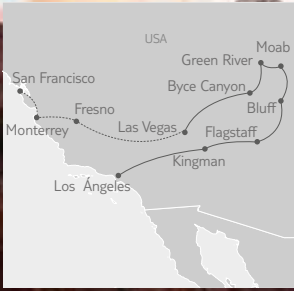 USA
Moab
Green River
San Francisco
Byce Canyon
Bluff
Fresno
Monterrey
Las Vegas
Flagstaff
Kingman
Los Ángeles